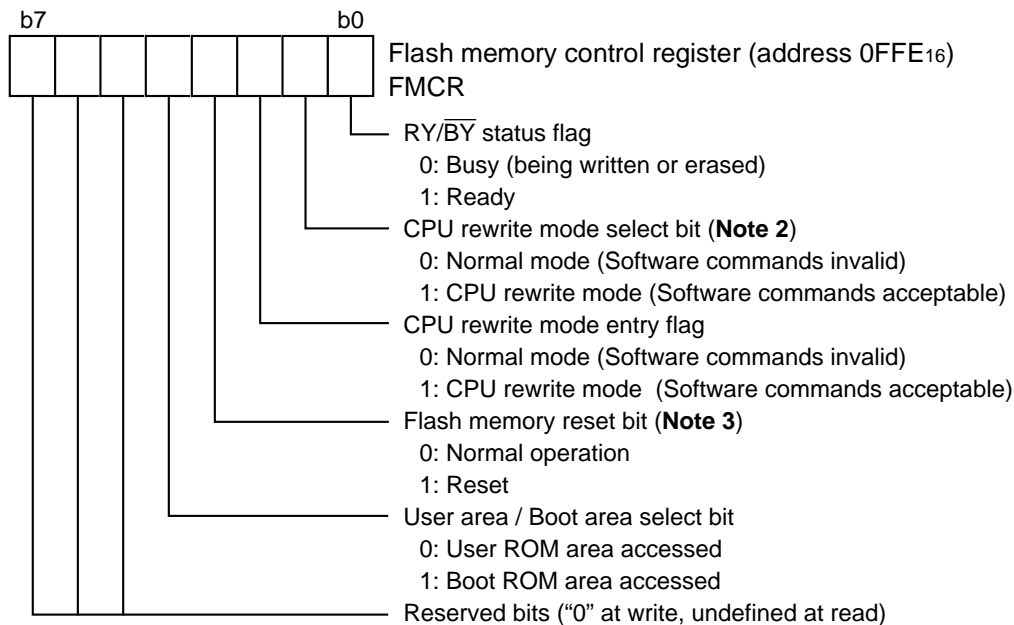 b7 b0
Flash memory control register (address 0FFE16)
FMCR
RY/BY status flag
0: Busy (being written or erased)
1: Ready
CPU rewrite mode select bit (Note 2)
0: Normal mode (Software commands invalid)
1: CPU rewrite mode (Software commands acceptable)
CPU rewrite mode entry flag
0: Normal mode (Software commands invalid)
1: CPU rewrite mode (Software commands acceptable)
Flash memory reset bit (Note 3)
0: Normal operation
1: Reset
User area / Boot area select bit
0: User ROM area accessed
1: Boot ROM area accessed
Reserved bits (“0” at write, undefined at read)